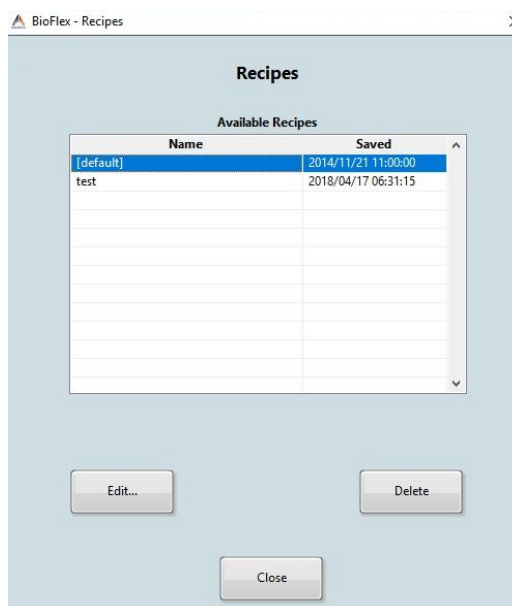 BioFlex - Recipes
Recipes
Available Recipes
Name Saved
[default] 2014/11/21 11:00:00
test 2018/04/17 06:31:15
Edit...
Delete
Close